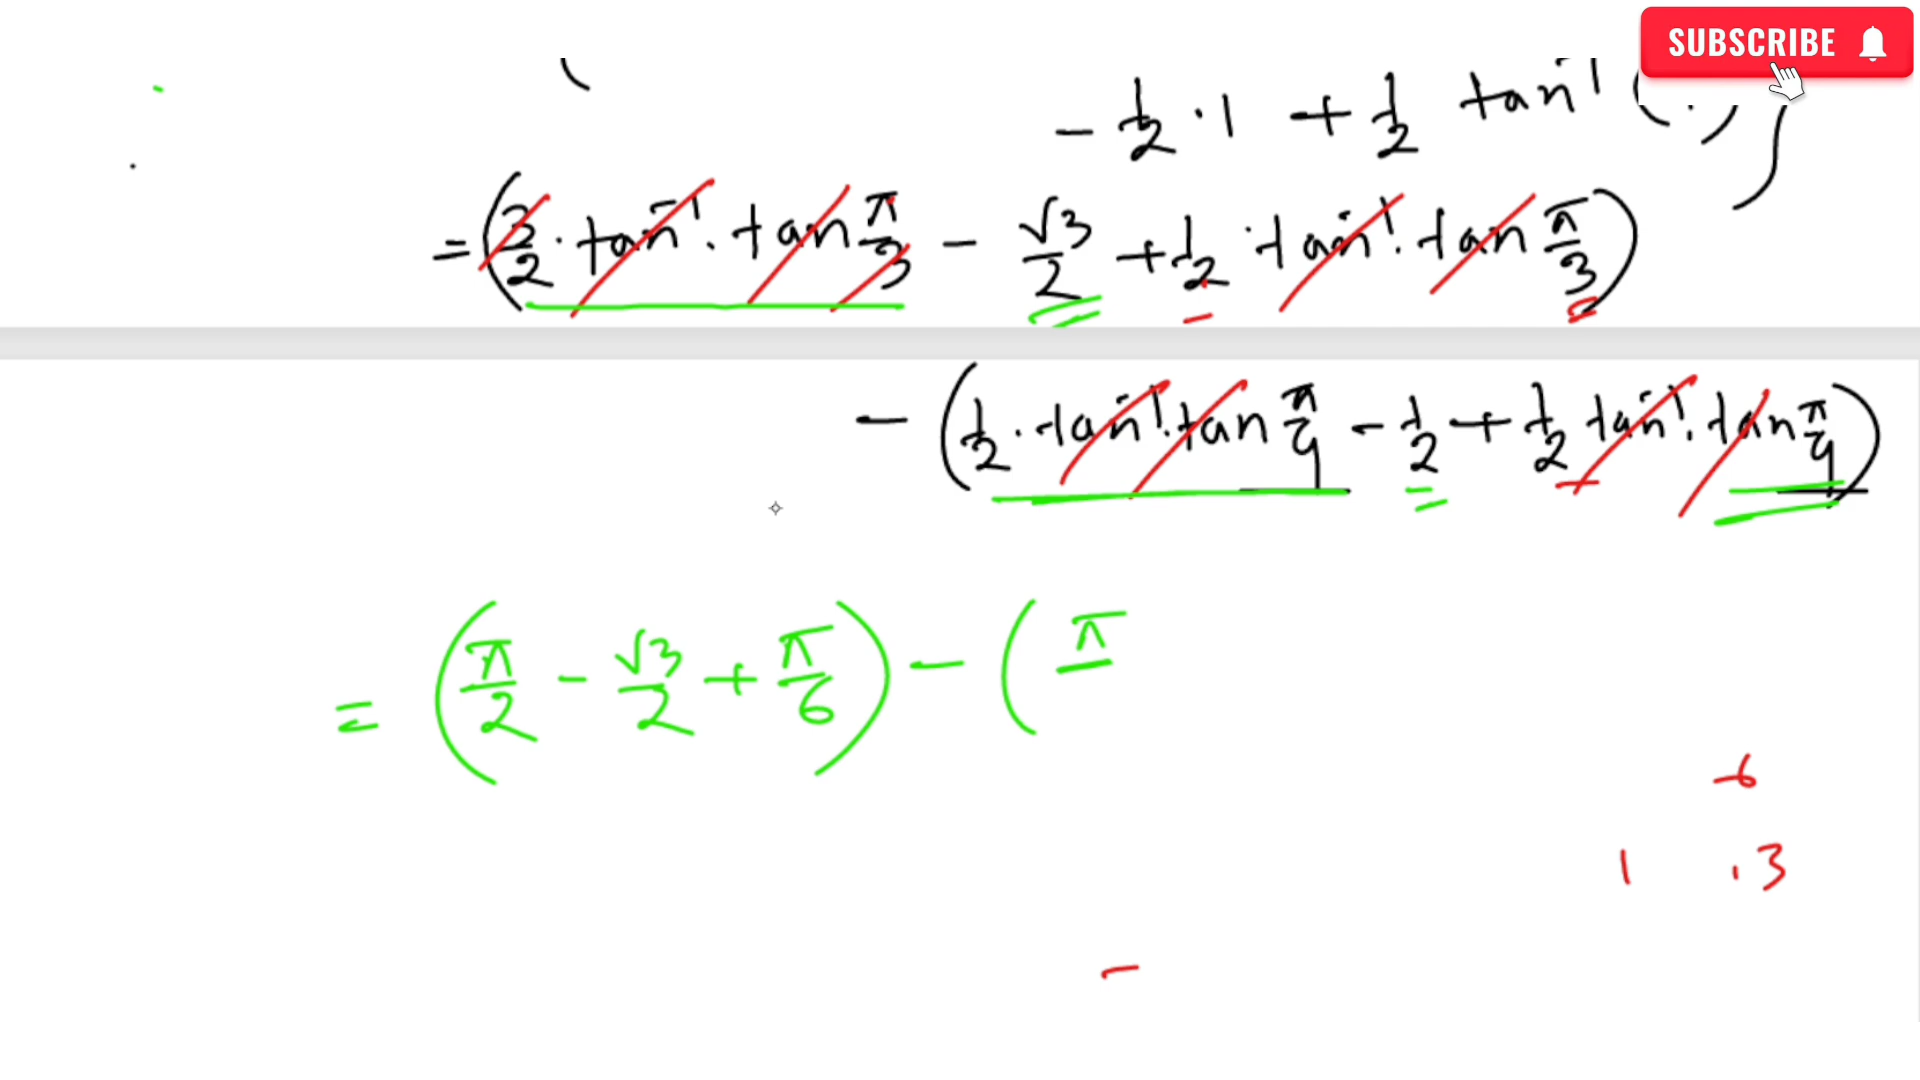 SUBSCRIBE
- 1/2 · 1 + 1/2 tan⁻¹(
= (3/2 · tan⁻¹ · tan π/3 - √3/2 + 1/2 · tan⁻¹ · tan π/3)
- (1/2 · tan⁻¹ · tan π/4 - 1/2 + 1/2 tan⁻¹ · tan π/4)
= (π/2 - √3/2 + π/6) - (π
6
1 .3
-